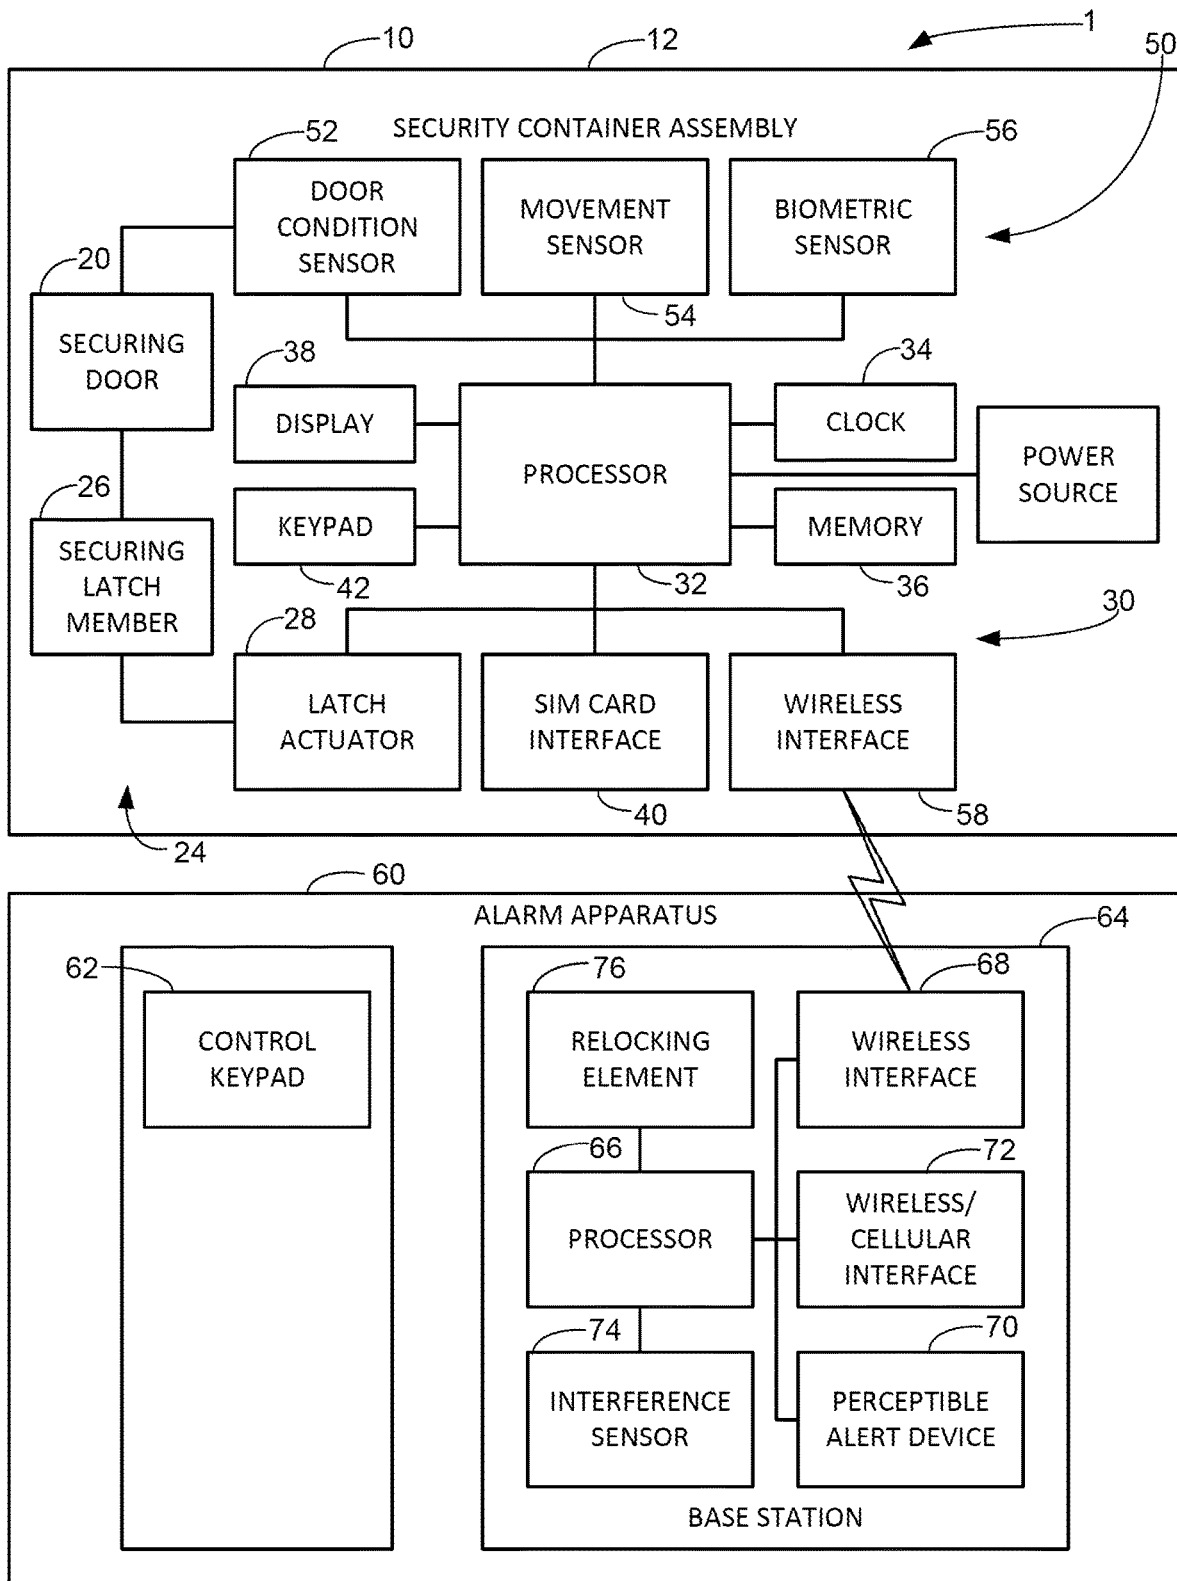 10
12
1
50
SECURITY CONTAINER ASSEMBLY
52
56
DOOR
CONDITION
SENSOR
MOVEMENT
SENSOR
BIOMETRIC
SENSOR
20
54
SECURING
DOOR
38
34
DISPLAY
CLOCK
PROCESSOR
POWER
SOURCE
26
KEYPAD
MEMORY
SECURING
LATCH
MEMBER
42
32
36
28
30
LATCH
ACTUATOR
SIM CARD
INTERFACE
WIRELESS
INTERFACE
24
40
58
60
ALARM APPARATUS
64
62
76
68
CONTROL
KEYPAD
RELOCKING
ELEMENT
WIRELESS
INTERFACE
66
72
PROCESSOR
WIRELESS/
CELLULAR
INTERFACE
74
70
INTERFERENCE
SENSOR
PERCEPTIBLE
ALERT DEVICE
BASE STATION